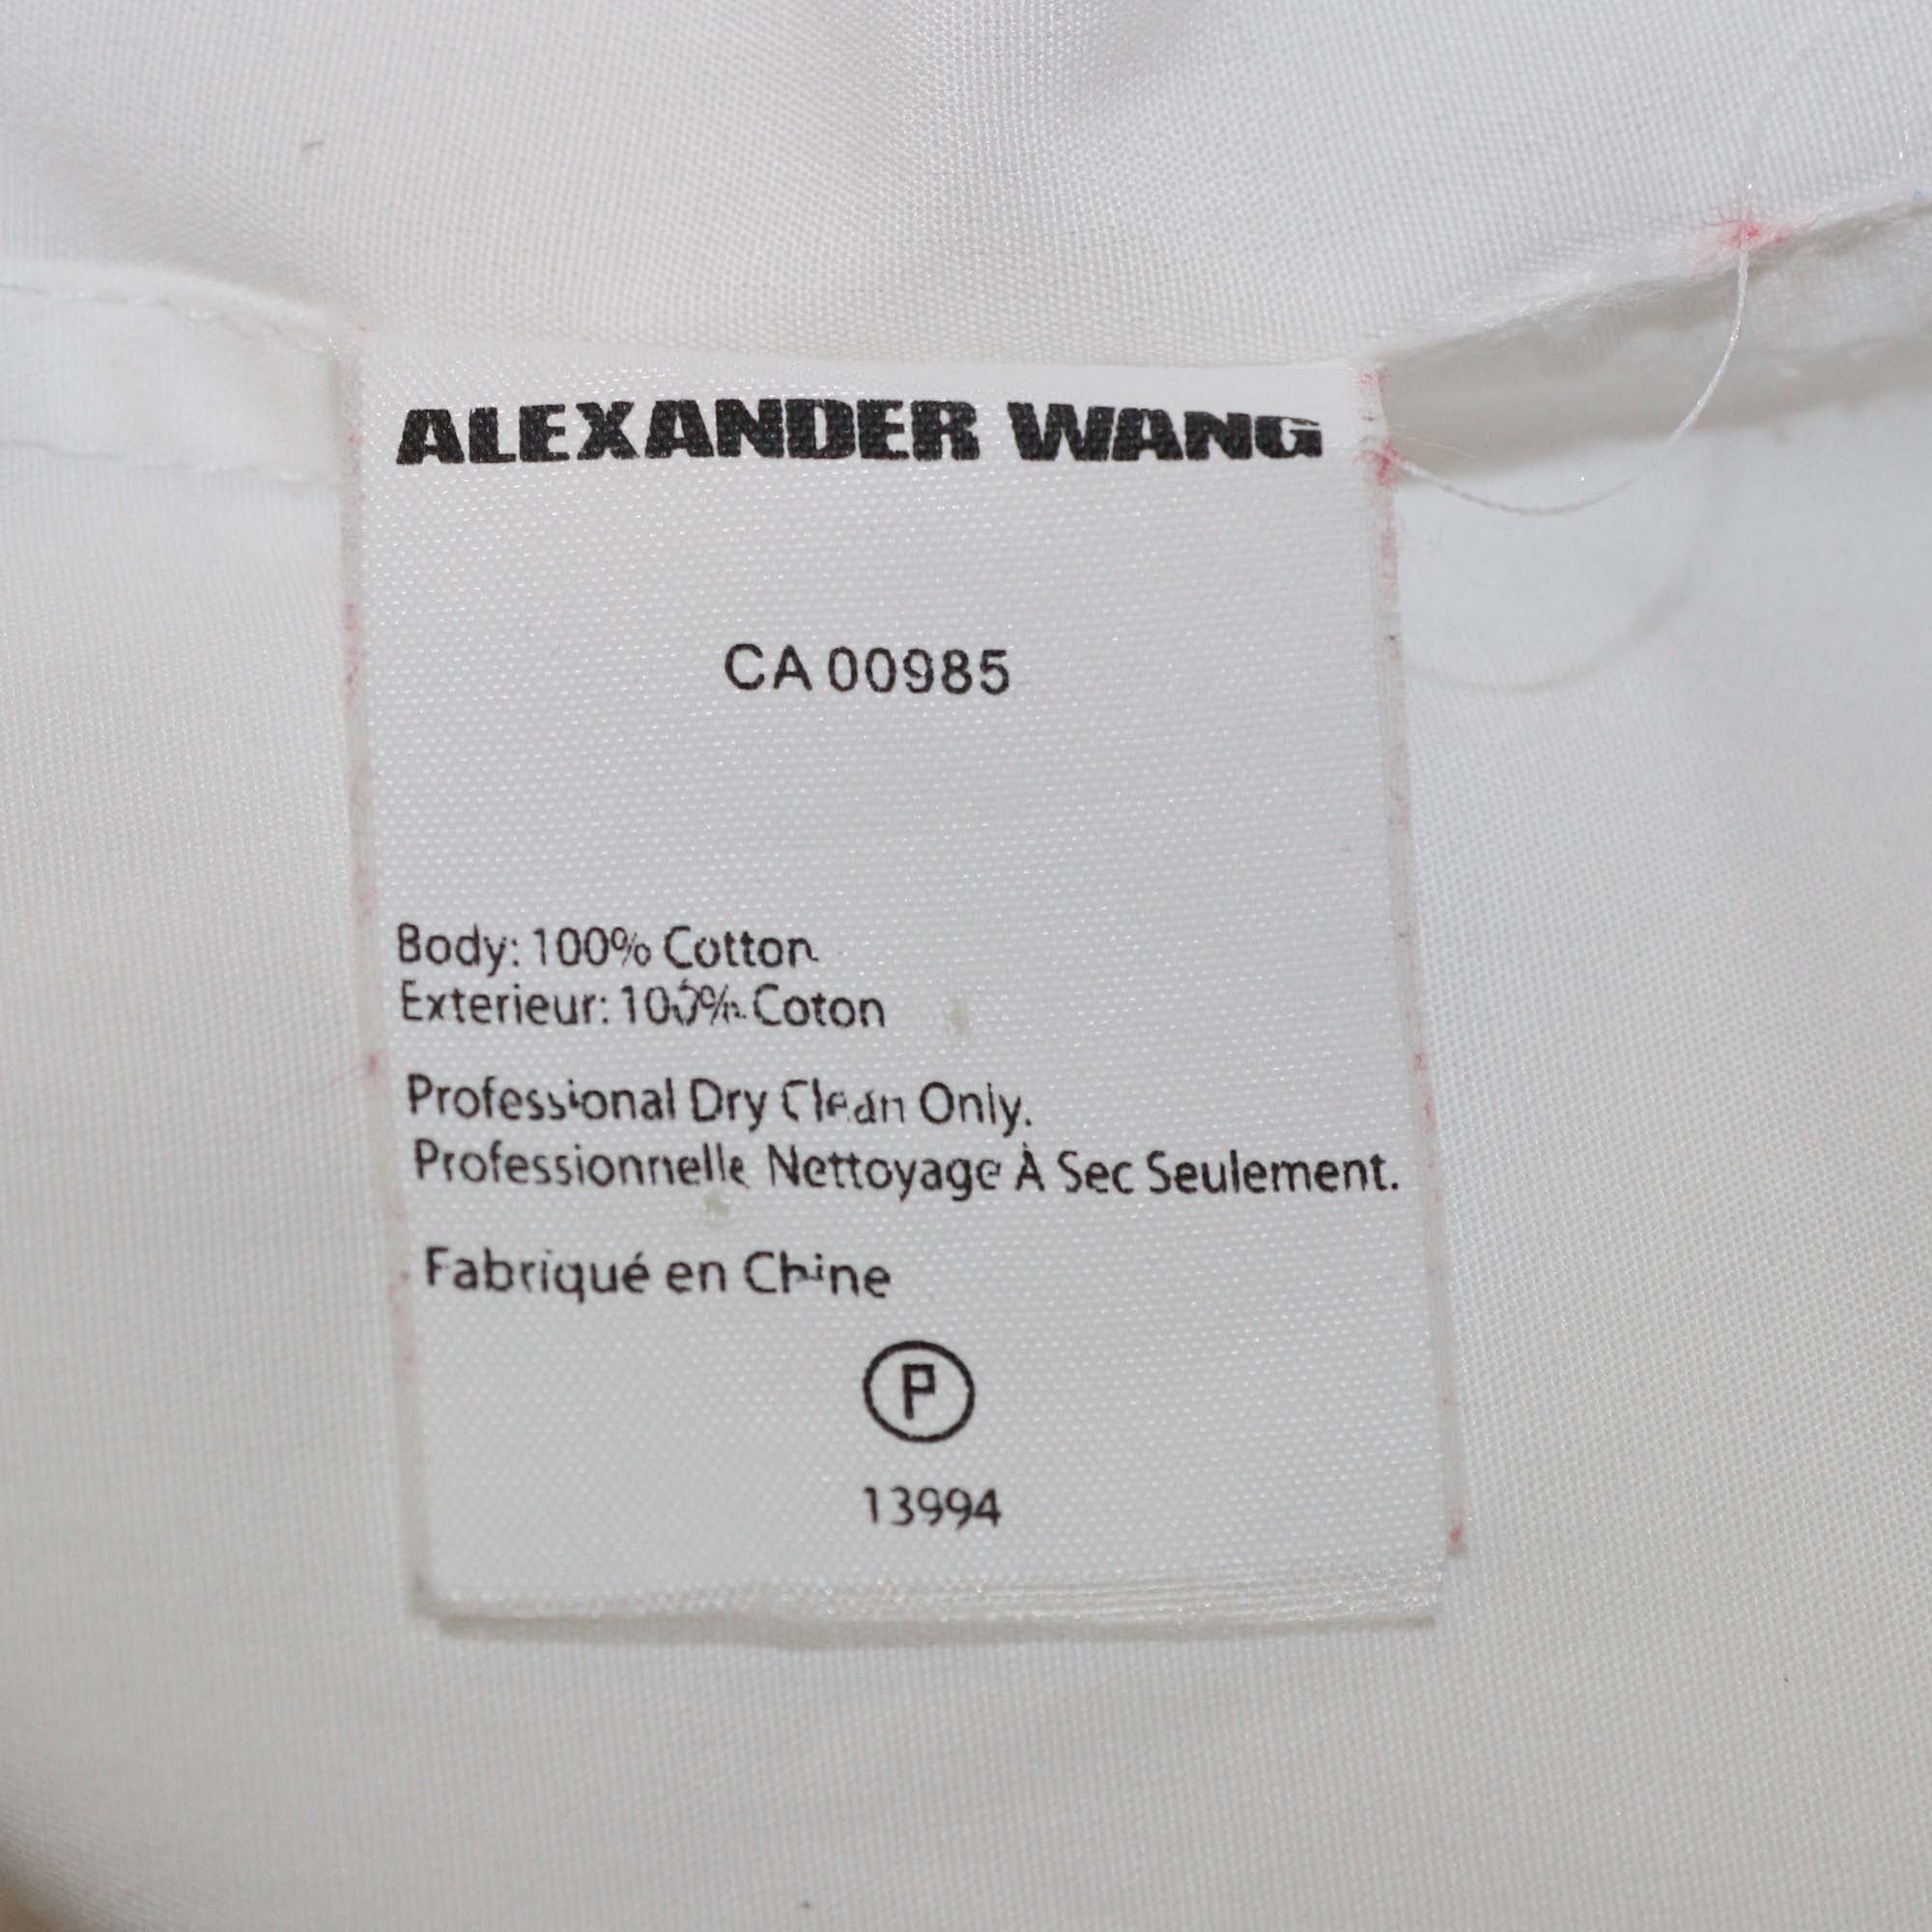 ALEXANDER WANG
CA 00985
Body: 100% Cotton
Exterieur: 100% Coton
Professional Dry Clean Only.
Professionnelle Nettoyage À Sec Seulement.
Fabriqué en Chine
P
13994